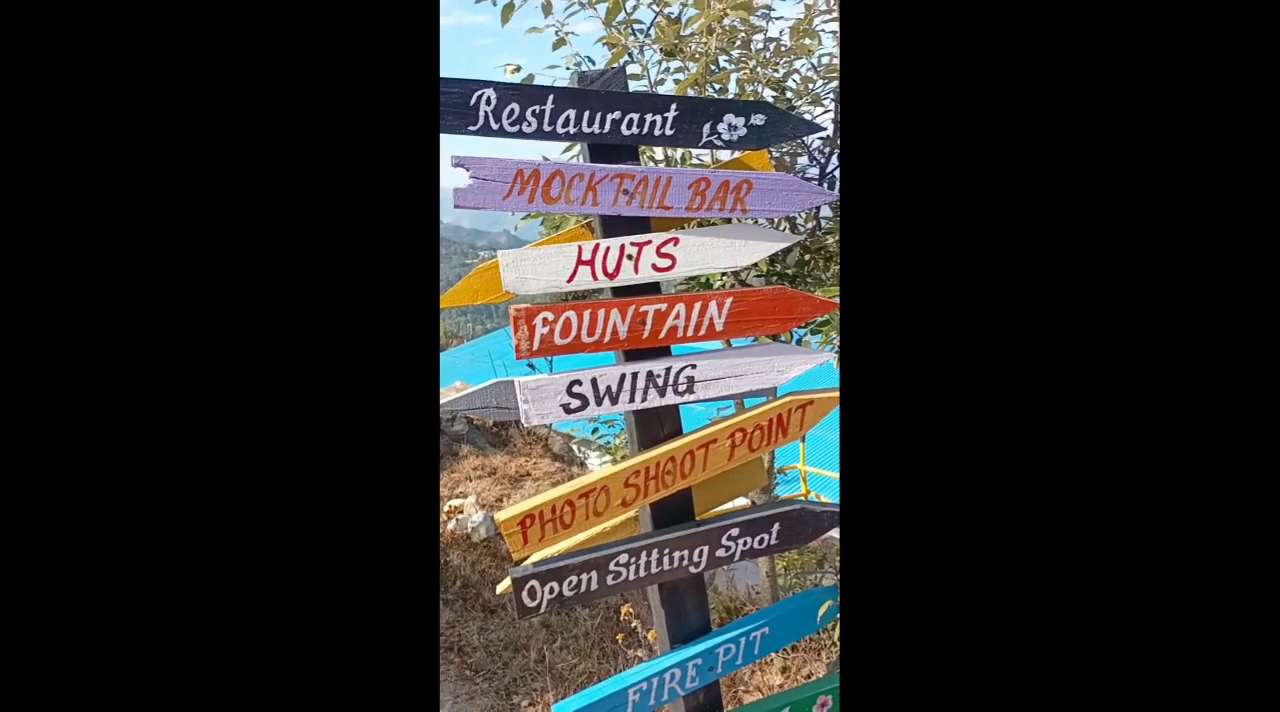 Restaurant
MOCKTAIL BAR
HUTS
FOUNTAIN
SWING
PHOTO SHOOT POINT
Open Sitting Spot
FIRE PIT